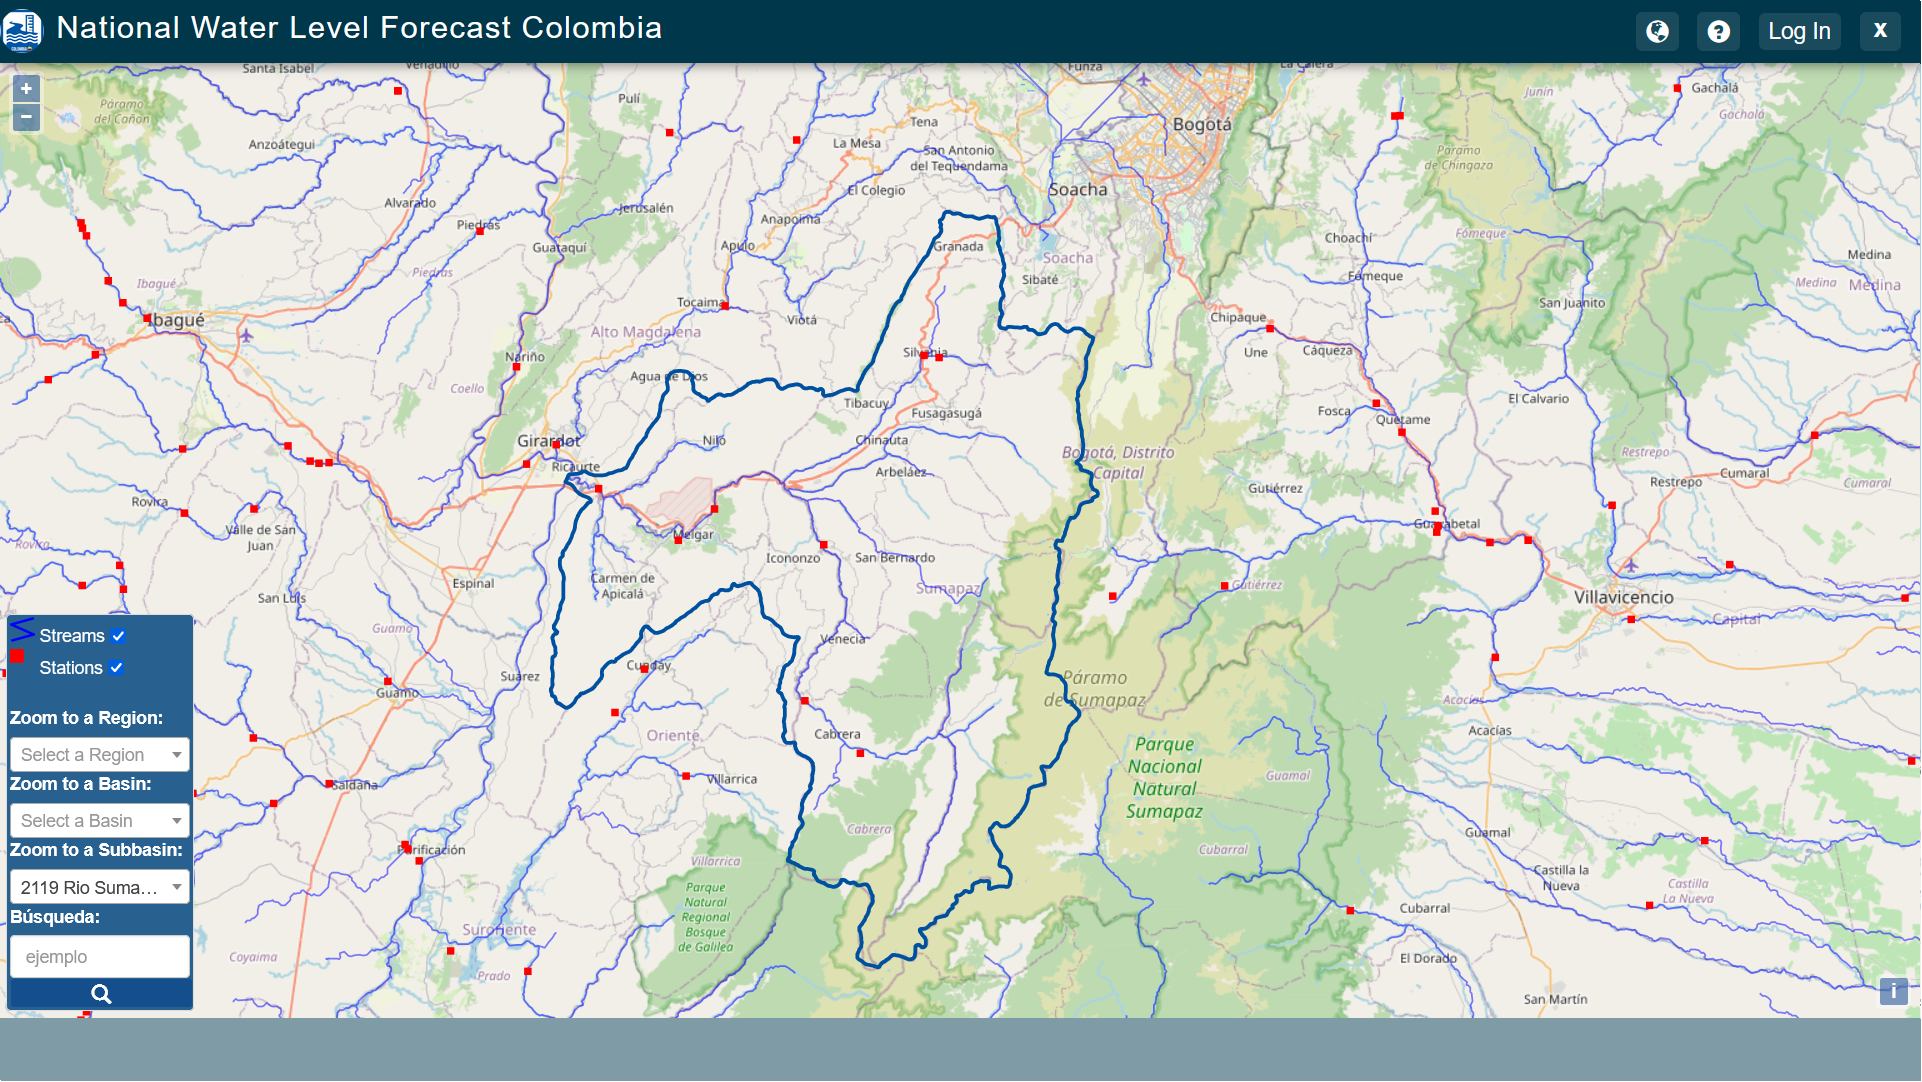 National Water Level Forecast Colombia
Log In
X
+
−
Santa Isabel
Venadillo
Funza
La Calera
Páramo
del Cañon
Pulí
Junín
Gachalá
Gachalá
Anzoátegui
Tena
La Mesa
San Antonio
del Tequendama
Bogotá
Páramo
de Chingaza
Alvarado
Jerusalén
El Colegio
Soacha
Piedras
Guataquí
Anapoima
Apulo
Granada
Soacha
Choachí
Fómeque
Medina
Ibagué
Piedras
Sibaté
Fómeque
Medina
Medina
Ibagué
Tocaima
Viotá
Chipaque
San Juanito
Alto Magdalena
Nariño
Silvania
Une
Cáqueza
Coello
Agua de Dios
Tibacuy
Fusagasugá
Fosca
Quetame
El Calvario
Girardot
Nilo
Chinauta
Bogotá, Distrito
Capital
Restrepo
Ricaurte
Arbeláez
Gutiérrez
Restrepo
Cumaral
Cumaral
Rovira
Valle de San
Juan
Melgar
Guayabetal
Rovira
Icononzo
San Bernardo
Espinal
Carmen de
Apicalá
Sumapaz
Gutiérrez
Villavicencio
San Luis
Guamo
Venecia
Capital
Streams
Stations
Suarez
Cunday
Páramo
de Sumapaz
Guamo
Acacías
Zoom to a Region:
Select a Region
Oriente
Cabrera
Parque
Nacional
Natural
Sumapaz
Acacías
Zoom to a Basin:
Select a Basin
Saldaña
Villarrica
Guamal
Cabrera
Guamal
Zoom to a Subbasin:
2119 Rio Suma...
Purificación
Villarrica
Cubarral
Castilla la
Nueva
Castilla
La Nueva
Búsqueda:
ejemplo
Parque
Natural
Regional
Bosque
de Galilea
Cubarral
Suroriente
Coyaima
Prado
El Dorado
San Martín
i